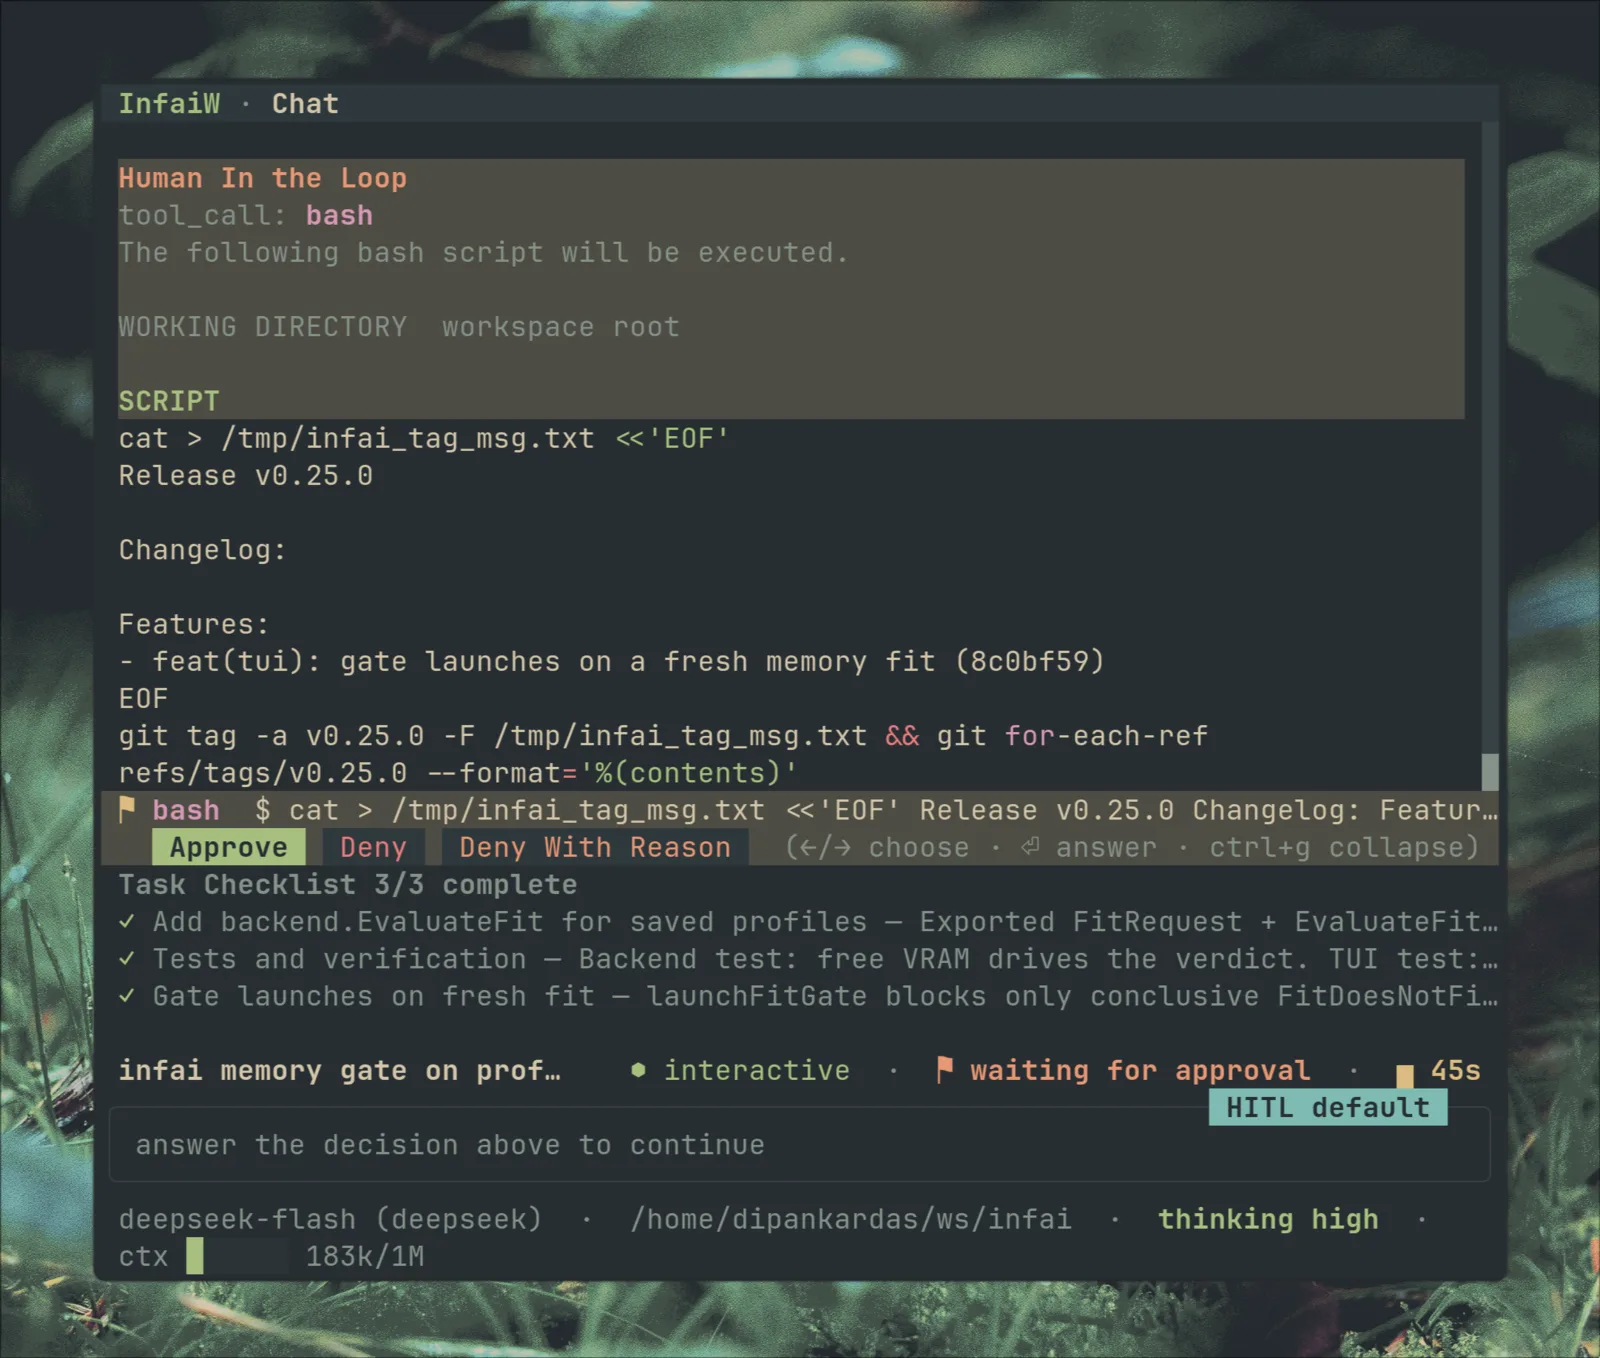 InfaiW · Chat
Human In the Loop
tool_call: bash
The following bash script will be executed.
WORKING DIRECTORY  workspace root
SCRIPT
cat > /tmp/infai_tag_msg.txt <<'EOF'
Release v0.25.0
Changelog:
Features:
- feat(tui): gate launches on a fresh memory fit (8c0bf59)
EOF
git tag -a v0.25.0 -F /tmp/infai_tag_msg.txt && git for-each-ref
refs/tags/v0.25.0 --format='%(contents)'
bash  $ cat > /tmp/infai_tag_msg.txt <<'EOF' Release v0.25.0 Changelog: Featur…
Approve  Deny  Deny With Reason  (←/→ choose · ⏎ answer · ctrl+g collapse)
Task Checklist 3/3 complete
✓ Add backend.EvaluateFit for saved profiles — Exported FitRequest + EvaluateFit…
✓ Tests and verification — Backend test: free VRAM drives the verdict. TUI test:…
✓ Gate launches on fresh fit — launchFitGate blocks only conclusive FitDoesNotFi…
infai memory gate on prof…  ● interactive · waiting for approval · 45s
HITL default
answer the decision above to continue
deepseek-flash (deepseek) · /home/dipankardas/ws/infai · thinking high ·
ctx 183k/1M